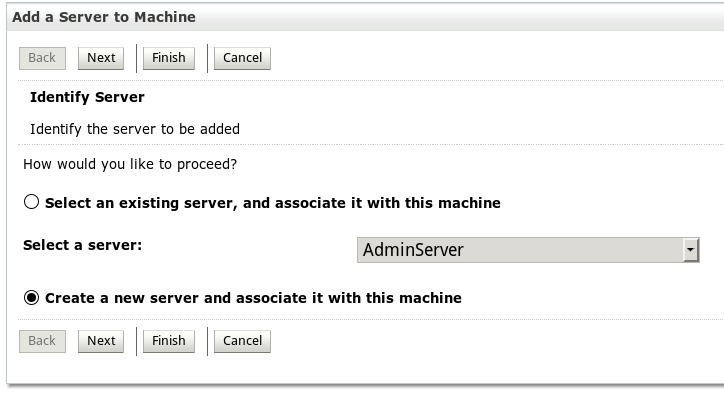 Add a Server to Machine
Back Next Finish Cancel
Identify Server
Identify the server to be added
How would you like to proceed?
Select an existing server, and associate it with this machine
Select a server: AdminServer
Create a new server and associate it with this machine
Back Next Finish Cancel